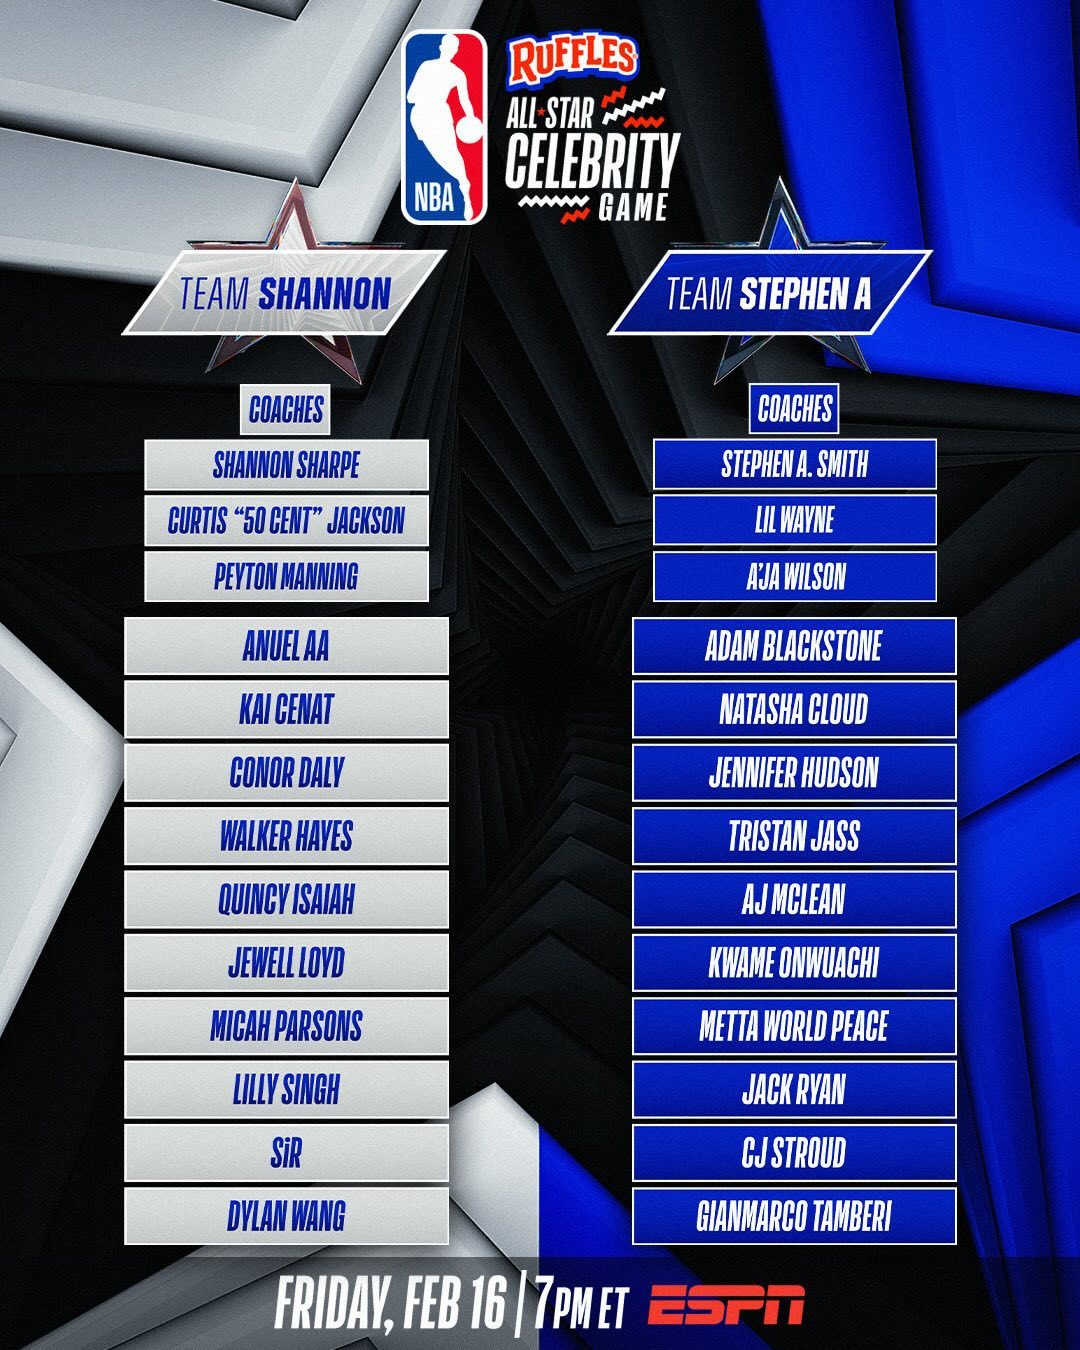 NBA
RUFFLES
ALL★STAR
CELEBRITY
GAME
TEAM SHANNON
COACHES
SHANNON SHARPE
CURTIS “50 CENT” JACKSON
PEYTON MANNING
ANUEL AA
KAI CENAT
CONOR DALY
WALKER HAYES
QUINCY ISAIAH
JEWELL LOYD
MICAH PARSONS
LILLY SINGH
SiR
DYLAN WANG
TEAM STEPHEN A
COACHES
STEPHEN A. SMITH
LIL WAYNE
A’JA WILSON
ADAM BLACKSTONE
NATASHA CLOUD
JENNIFER HUDSON
TRISTAN JASS
AJ MCLEAN
KWAME ONWUACHI
METTA WORLD PEACE
JACK RYAN
CJ STROUD
GIANMARCO TAMBERI
FRIDAY, FEB 16 | 7PM ET ESPN